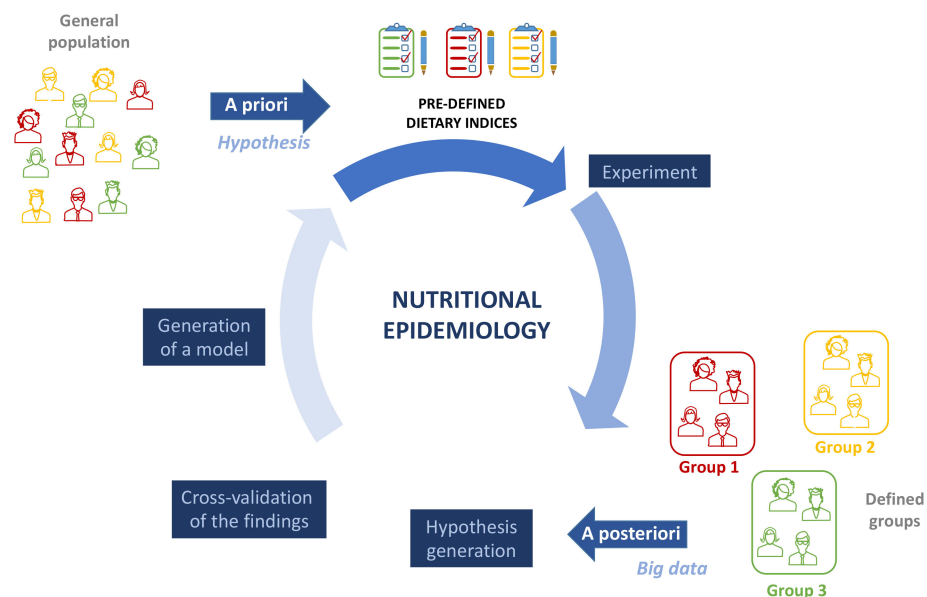 General
population
A priori
Hypothesis
PRE-DEFINED
DIETARY INDICES
Experiment
NUTRITIONAL
EPIDEMIOLOGY
Generation
of a model
Group 1
Group 2
Group 3
Defined
groups
A posteriori
Big data
Hypothesis
generation
Cross-validation
of the findings